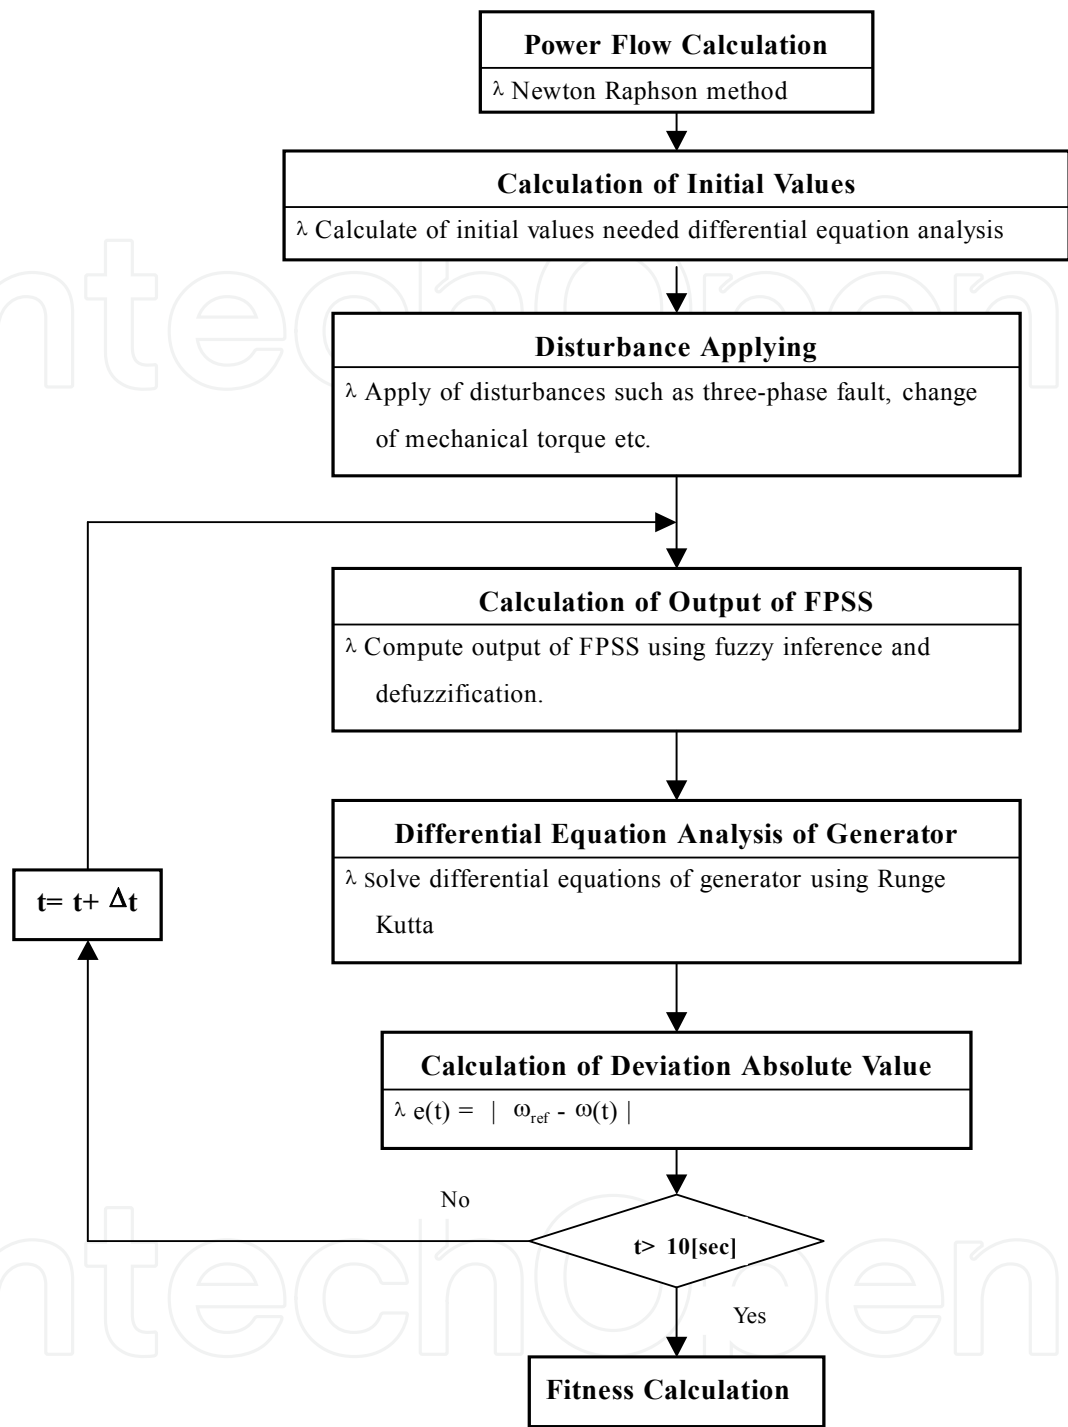 Power Flow Calculation
λ Newton Raphson method
Calculation of Initial Values
λ Calculate of initial values needed differential equation analysis
Disturbance Applying
λ Apply of disturbances such as three-phase fault, change
of mechanical torque etc.
Calculation of Output of FPSS
λ Compute output of FPSS using fuzzy inference and
defuzzification.
Differential Equation Analysis of Generator
λ Solve differential equations of generator using Runge
Kutta
t= t+ Δt
Calculation of Deviation Absolute Value
λ e(t) = | ω_ref - ω(t) |
No
t> 10[sec]
Yes
Fitness Calculation
ntechOpen
ntechOpen